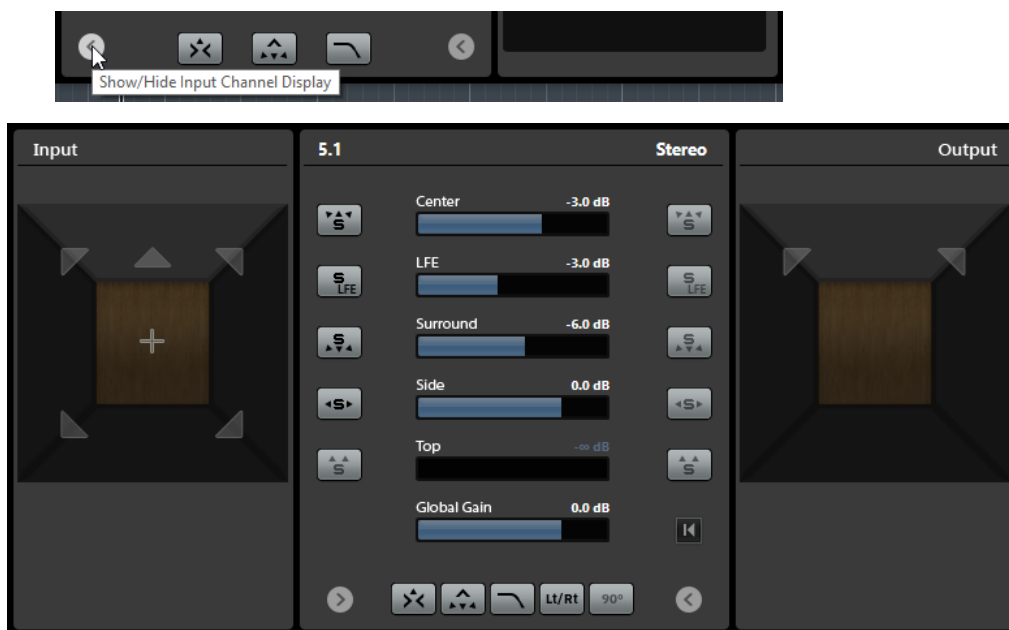 Show/Hide Input Channel Display
Input
5.1
Stereo
Output
Center
-3.0 dB
S
S
LFE
-3.0 dB
S
LFE
S
LFE
Surround
-6.0 dB
S
S
Side
0.0 dB
S
S
Top
-∞ dB
S
S
Global Gain
0.0 dB
Lt/Rt
90°